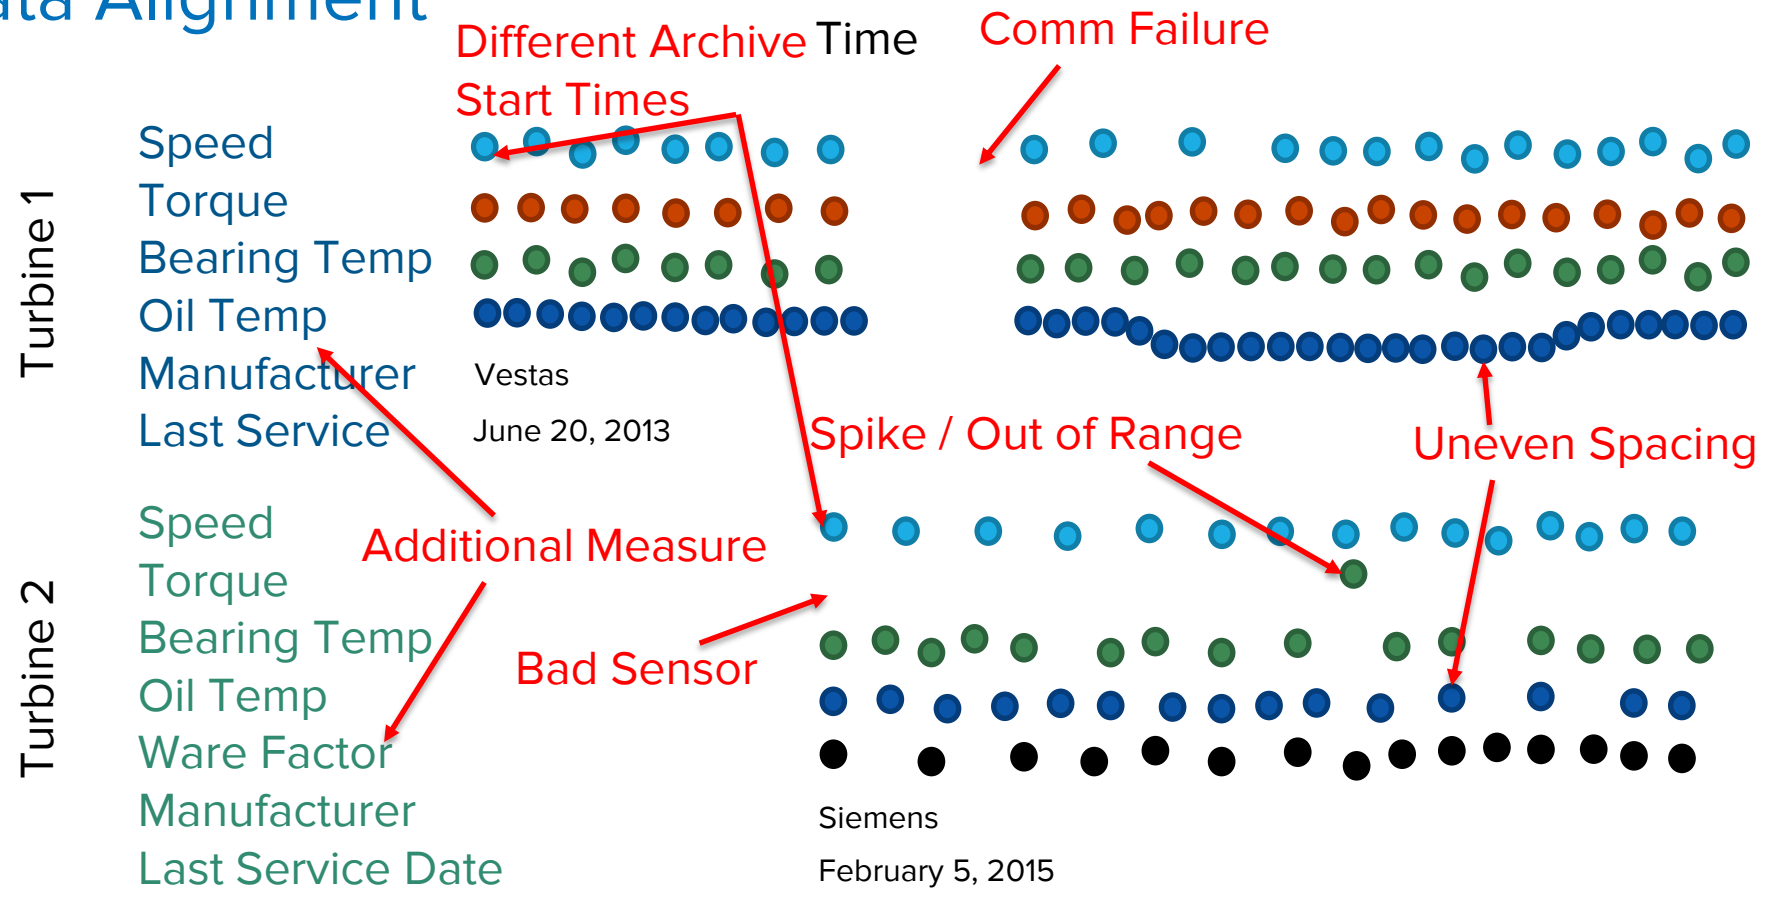 Alignment
Different Archive
Start Times
Time
Comm Failure
Turbine 1
Speed
Torque
Bearing Temp
Oil Temp
Manufacturer
Vestas
Last Service
June 20, 2013
Spike / Out of Range
Uneven Spacing
Additional Measure
Bad Sensor
Turbine 2
Speed
Torque
Bearing Temp
Oil Temp
Ware Factor
Manufacturer
Siemens
Last Service Date
February 5, 2015